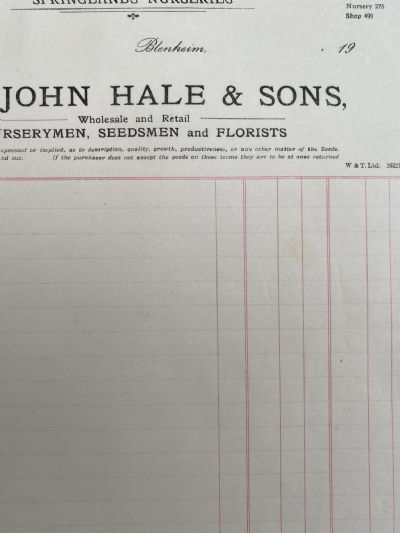 SPRINGLANDS NURSERIES
Nursery 275
Shop 499
Blenheim, 19
JOHN HALE & SONS,
Wholesale and Retail
NURSERYMEN, SEEDSMEN and FLORISTS
expressed or implied, as to description, quality, growth, productiveness, or any other matter of the Seeds
and out. If the purchaser does not accept the goods on these terms they are to be at once returned
W & T. Ltd.